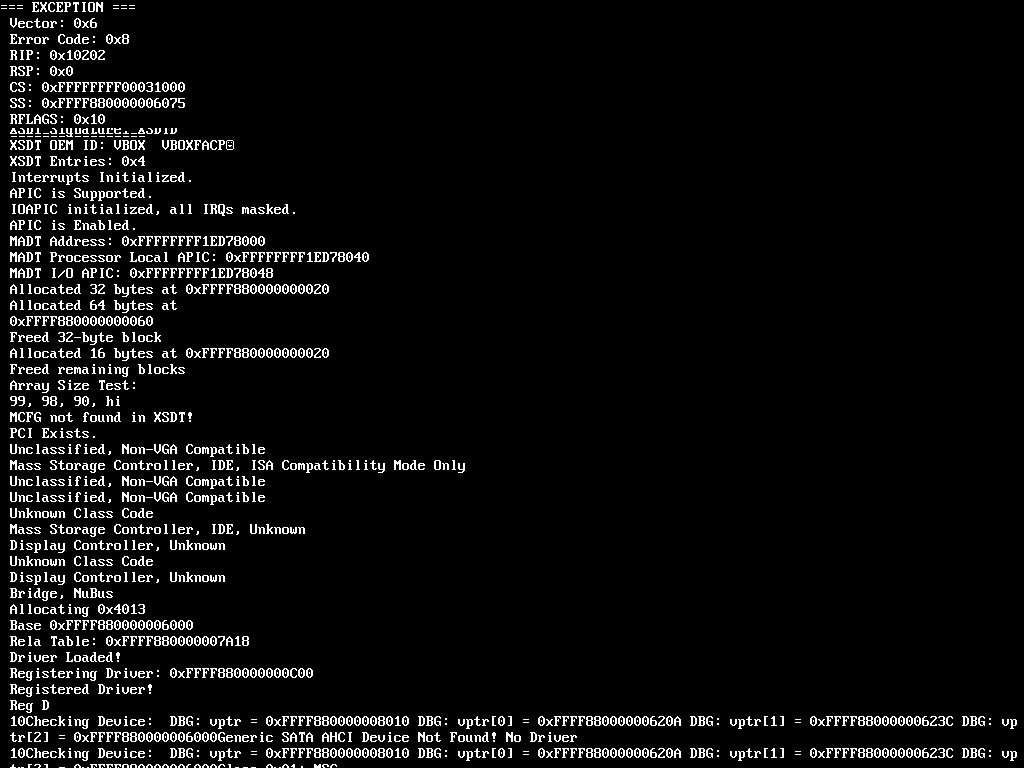 === EXCEPTION ===
Vector: 0x6
Error Code: 0x8
RIP: 0x10202
RSP: 0x0
CS: 0xFFFFFFFF00031000
SS: 0xFFFF880000006075
RFLAGS: 0x10
XSDT OEM ID: VBOX  VBOXFACP
XSDT Entries: 0x4
Interrupts Initialized.
APIC is Supported.
IOAPIC initialized, all IRQs masked.
APIC is Enabled.
MADT Address: 0xFFFFFFFF1ED78000
MADT Processor Local APIC: 0xFFFFFFFF1ED78040
MADT I/O APIC: 0xFFFFFFFF1ED78048
Allocated 32 bytes at 0xFFFF880000000020
Allocated 64 bytes at
0xFFFF880000000060
Freed 32-byte block
Allocated 16 bytes at 0xFFFF880000000020
Freed remaining blocks
Array Size Test:
99, 98, 90, hi
MCFG not found in XSDT!
PCI Exists.
Unclassified, Non-VGA Compatible
Mass Storage Controller, IDE, ISA Compatibility Mode Only
Unclassified, Non-VGA Compatible
Unclassified, Non-VGA Compatible
Unknown Class Code
Mass Storage Controller, IDE, Unknown
Display Controller, Unknown
Unknown Class Code
Display Controller, Unknown
Bridge, NuBus
Allocating 0x4013
Base 0xFFFF880000006000
Rela Table: 0xFFFF880000007A18
Driver Loaded!
Registering Driver: 0xFFFF880000000C00
Registered Driver!
Reg D
10Checking Device:  DBG: vptr = 0xFFFF880000008010 DBG: vptr[0] = 0xFFFF88000000620A DBG: vptr[1] = 0xFFFF88000000623C DBG: vp
tr[2] = 0xFFFF880000006000Generic SATA AHCI Device Not Found! No Driver
10Checking Device:  DBG: vptr = 0xFFFF880000008010 DBG: vptr[0] = 0xFFFF88000000620A DBG: vptr[1] = 0xFFFF88000000623C DBG: vp